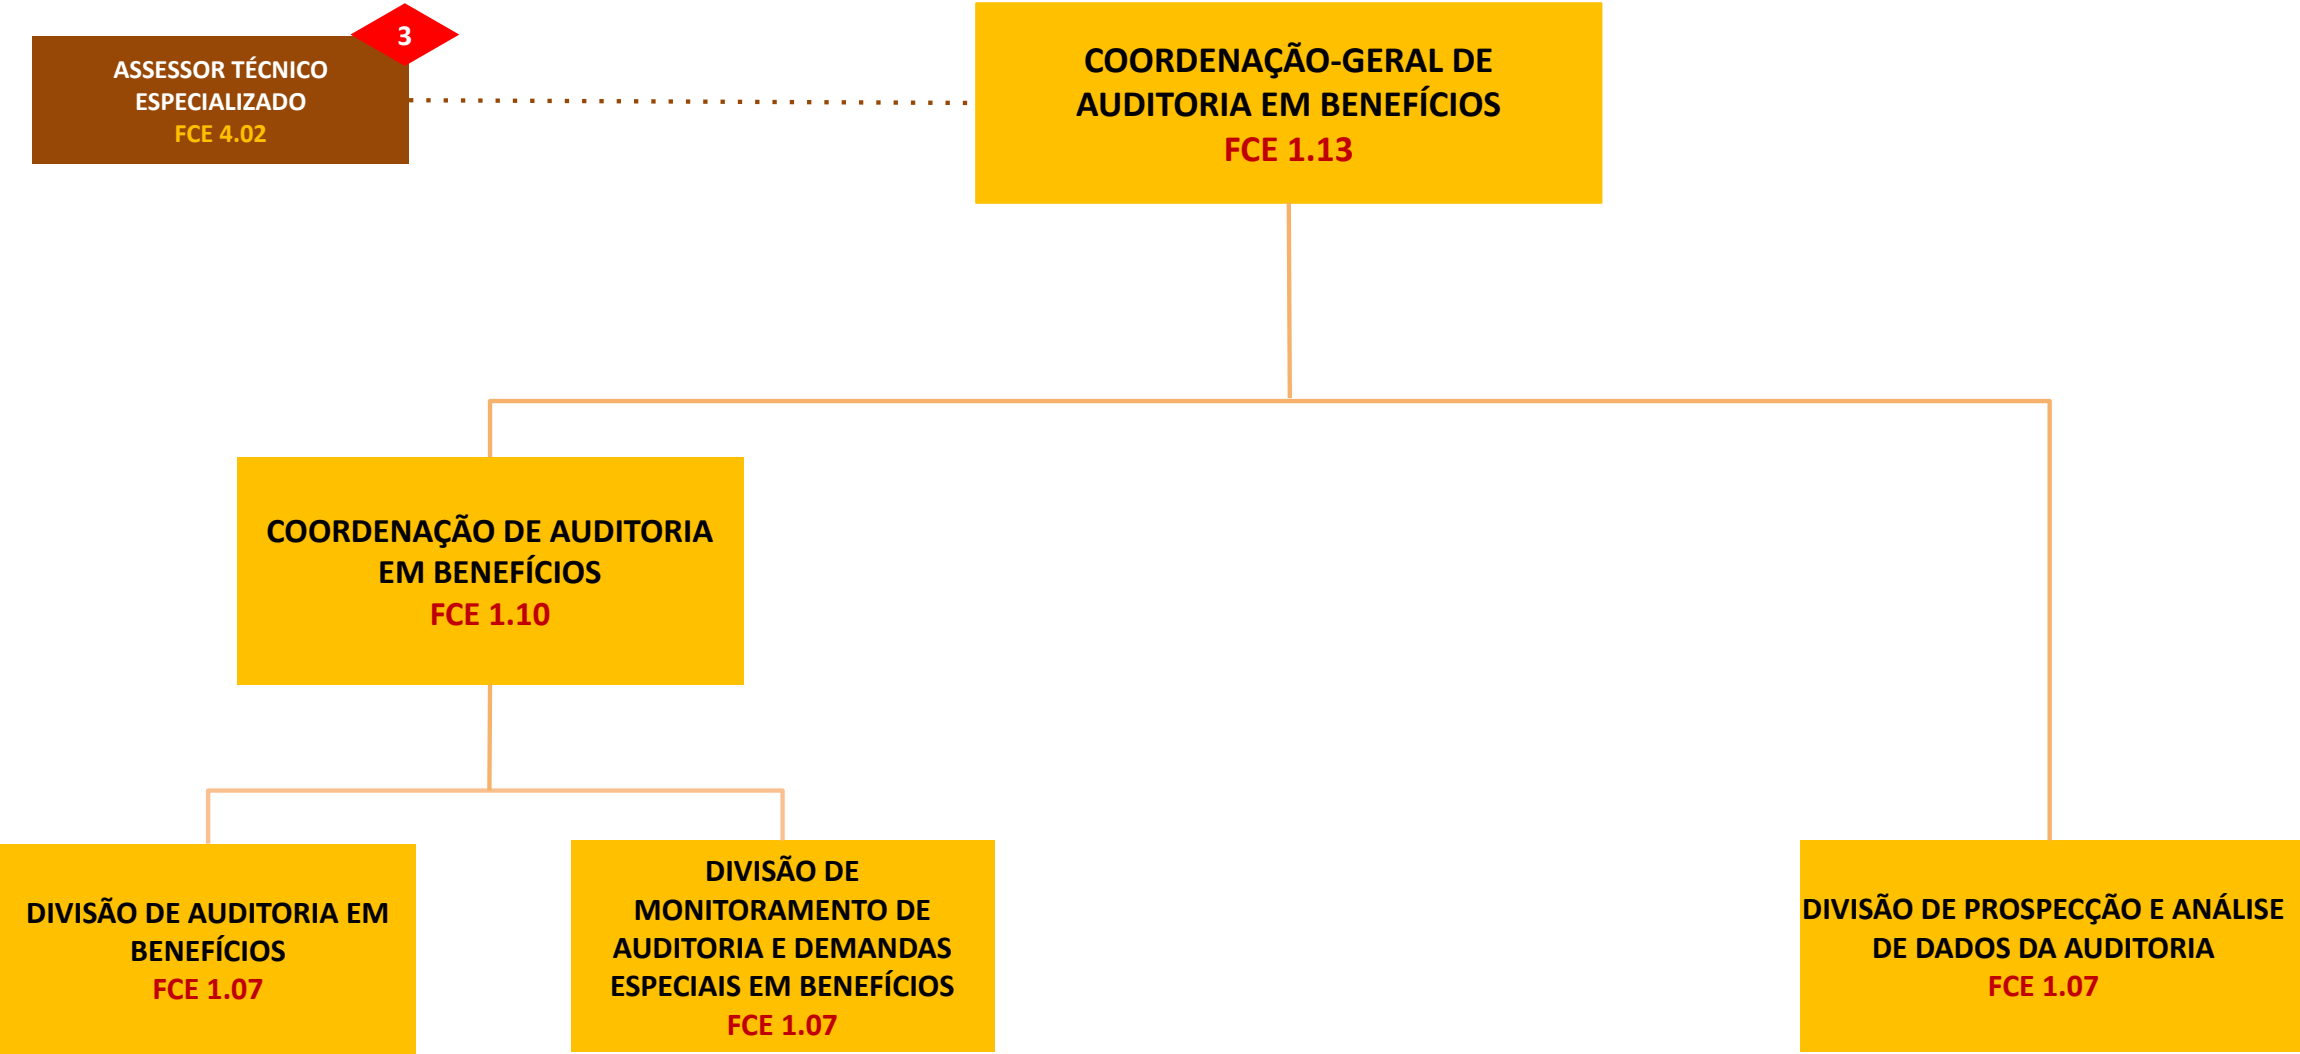 3
ASSESSOR TÉCNICO
ESPECIALIZADO
FCE 4.02
COORDENAÇÃO-GERAL DE
AUDITORIA EM BENEFÍCIOS
FCE 1.13
COORDENAÇÃO DE AUDITORIA
EM BENEFÍCIOS
FCE 1.10
DIVISÃO DE AUDITORIA EM
BENEFÍCIOS
FCE 1.07
DIVISÃO DE
MONITORAMENTO DE
AUDITORIA E DEMANDAS
ESPECIAIS EM BENEFÍCIOS
FCE 1.07
DIVISÃO DE PROSPECÇÃO E ANÁLISE
DE DADOS DA AUDITORIA
FCE 1.07